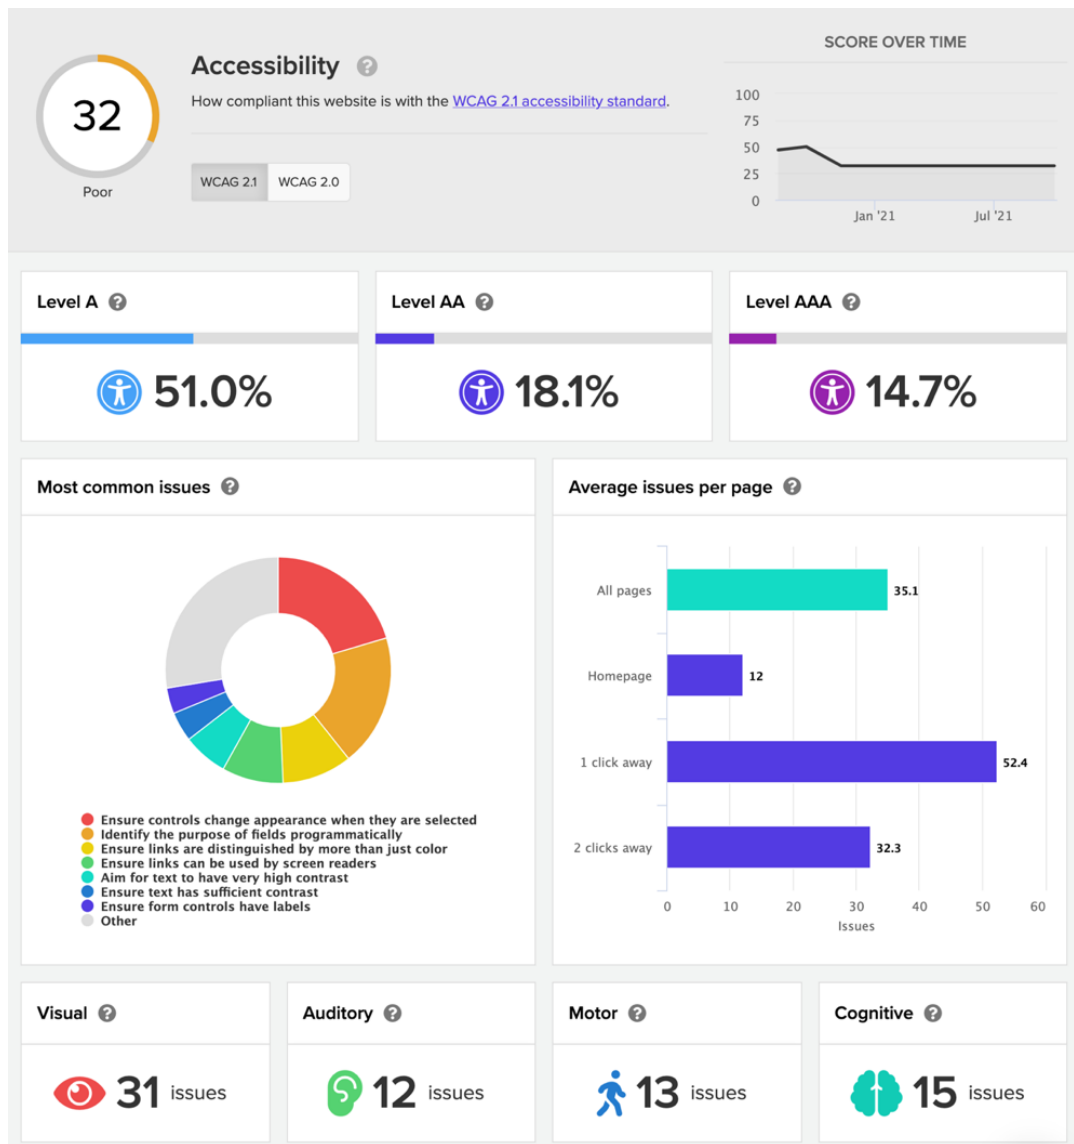 SCORE OVER TIME
Accessibility ?
How compliant this website is with the WCAG 2.1 accessibility standard.
32
Poor
WCAG 2.1 WCAG 2.0
100
75
50
25
0
Jan '21 Jul '21
Level A ?
51.0%
Level AA ?
18.1%
Level AAA ?
14.7%
Most common issues ?
Ensure controls change appearance when they are selected
Identify the purpose of fields programmatically
Ensure links are distinguished by more than just color
Ensure links can be used by screen readers
Aim for text to have very high contrast
Ensure text has sufficient contrast
Ensure form controls have labels
Other
Average issues per page ?
All pages 35.1
Homepage 12
1 click away 52.4
2 clicks away 32.3
0 10 20 30 40 50 60
Issues
Visual ?
31 issues
Auditory ?
12 issues
Motor ?
13 issues
Cognitive ?
15 issues